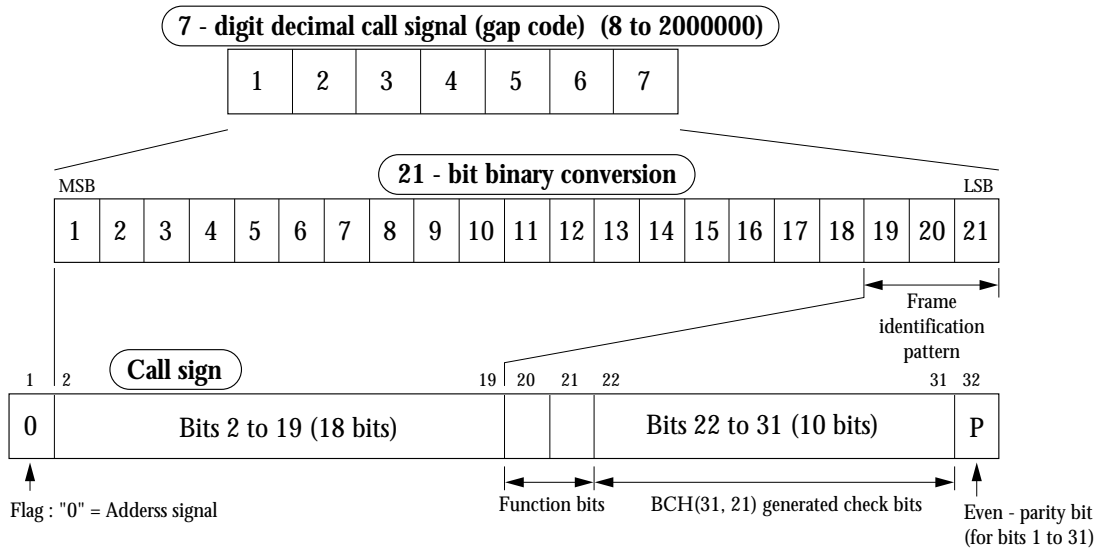 7 - digit decimal call signal (gap code) (8 to 2000000)
1 2 3 4 5 6 7
21 - bit binary conversion
MSB LSB
1 2 3 4 5 6 7 8 9 10 11 12 13 14 15 16 17 18 19 20 21
Frame
identification
pattern
Call sign
1 2 19 20 21 22 31 32
0 Bits 2 to 19 (18 bits) Bits 22 to 31 (10 bits) P
Flag : "0" = Adderss signal
Function bits
BCH(31, 21) generated check bits
Even - parity bit
(for bits 1 to 31)